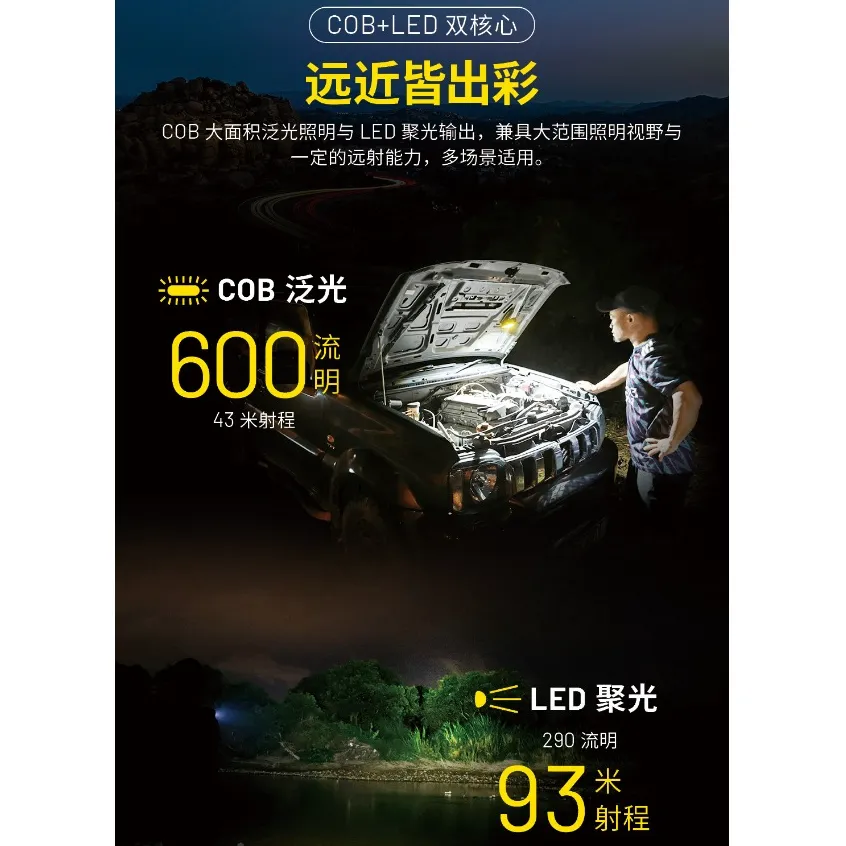 COB+LED 双核心
远近皆出彩
COB 大面积泛光照明与 LED 聚光输出，兼具大范围照明视野与
一定的远射能力，多场景适用。
COB 泛光
600 流明
43 米射程
LED 聚光
290 流明
93 米射程